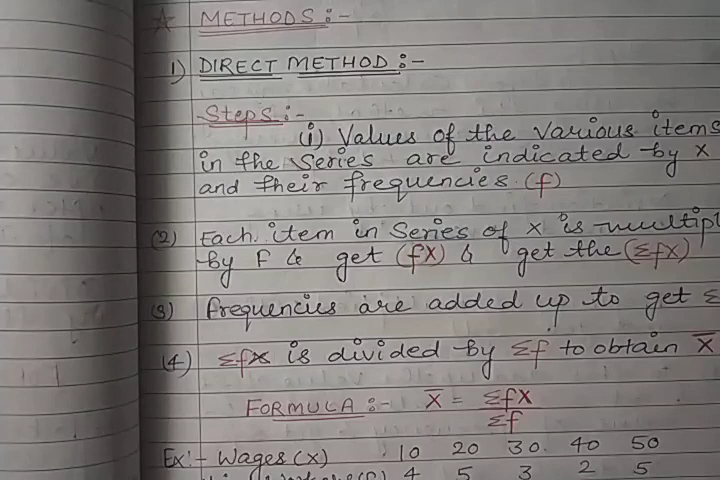 ☆ METHODS :-
1) DIRECT METHOD :-
Steps :-
(i) Values of the various items
in the series are indicated by X
and their frequencies (f)
(2) Each item in series of X is multipl
by F & get (fX) & get the (Σfx)
(3) frequencies are added up to get Σ
(4) Σfx is divided by Σf to obtain X̅
FORMULA :- X̅ = ΣfX
Σf
Ex:- Wages (X) 10 20 30. 40 50
4 5 3 2 5